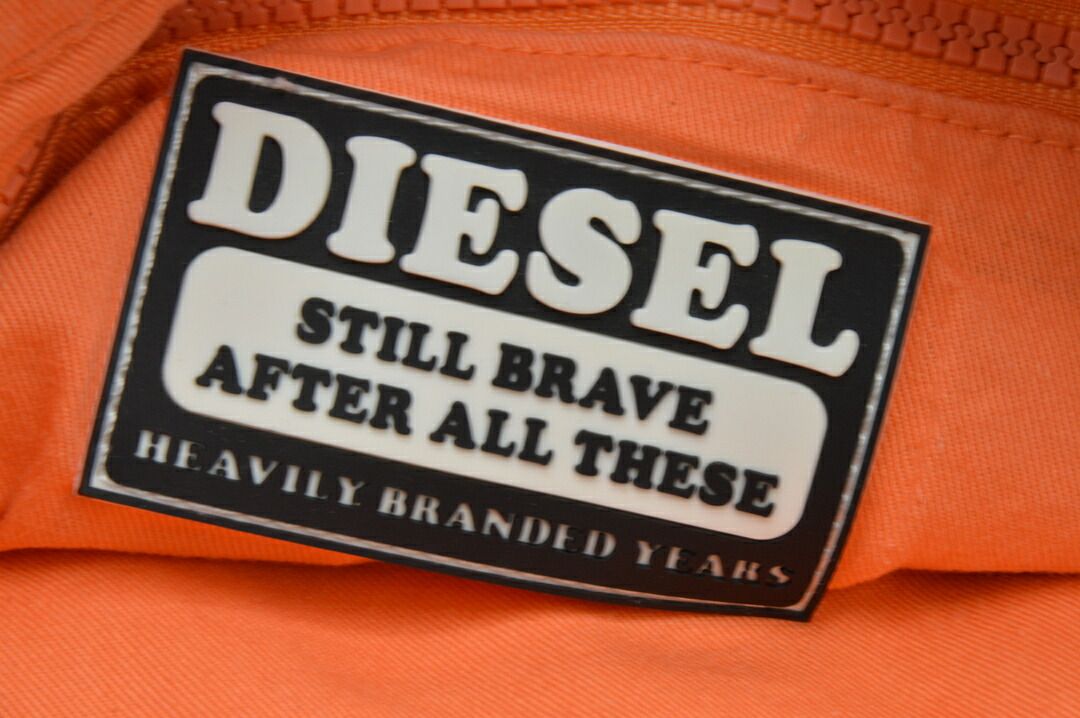 DIESEL
STILL BRAVE
AFTER ALL THESE
HEAVILY BRANDED YEARS